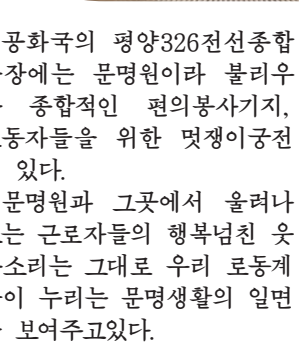 공화국의 평양326전선종합
장에는 문명원이라 불리우
종합적인 편의봉사기지,
동자들을 위한 멋쟁이궁전
있다.
문명원과 그곳에서 울려나
는 근로자들의 행복넘친 웃
소리는 그대로 우리 로동계
이 누리는 문명생활의 일면
보여주고있다.